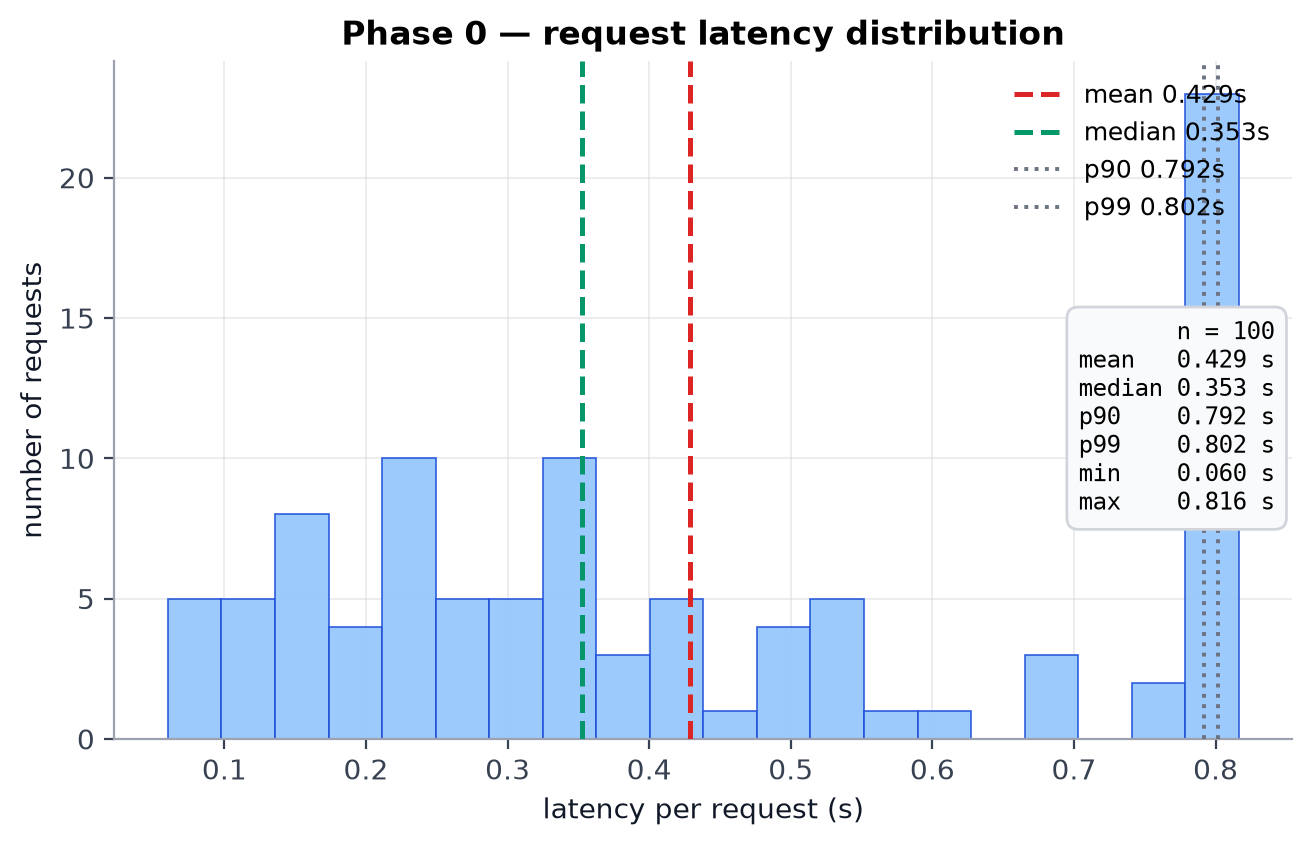 Phase 0 — request latency distribution
mean 0.429s
median 0.353s
p90 0.792s
p99 0.802s
n = 100
mean 0.429 s
median 0.353 s
p90 0.792 s
p99 0.802 s
min 0.060 s
max 0.816 s
number of requests
20
15
10
5
0
0.1 0.2 0.3 0.4 0.5 0.6 0.7 0.8
latency per request (s)